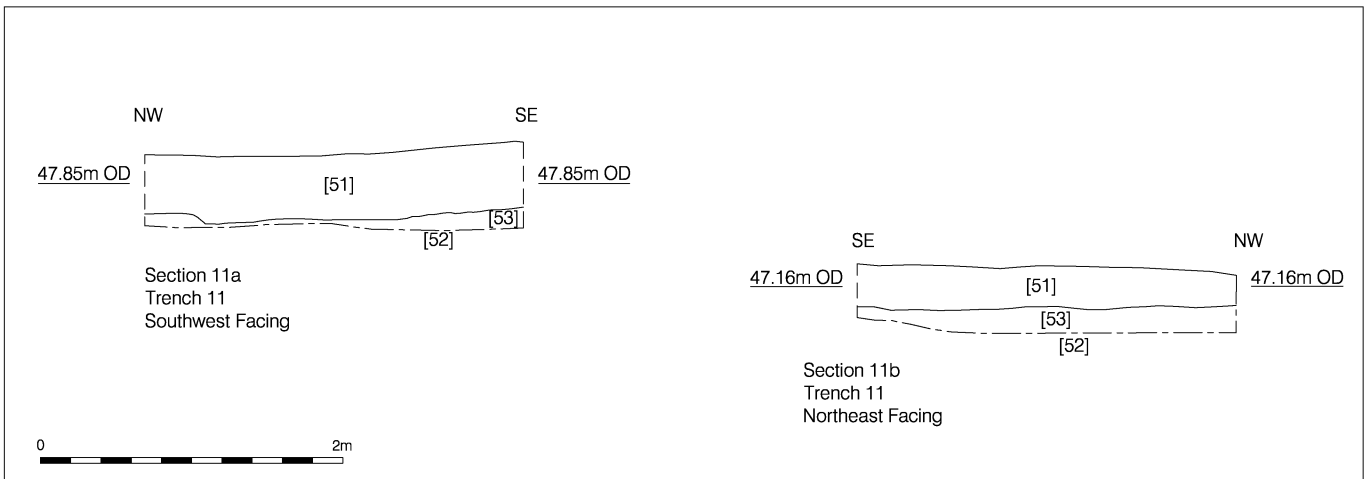 NW
SE
47.85m OD
47.85m OD
[51]
[53]
[52]
Section 11a
Trench 11
Southwest Facing
SE
NW
47.16m OD
47.16m OD
[51]
[53]
[52]
Section 11b
Trench 11
Northeast Facing
0
2m